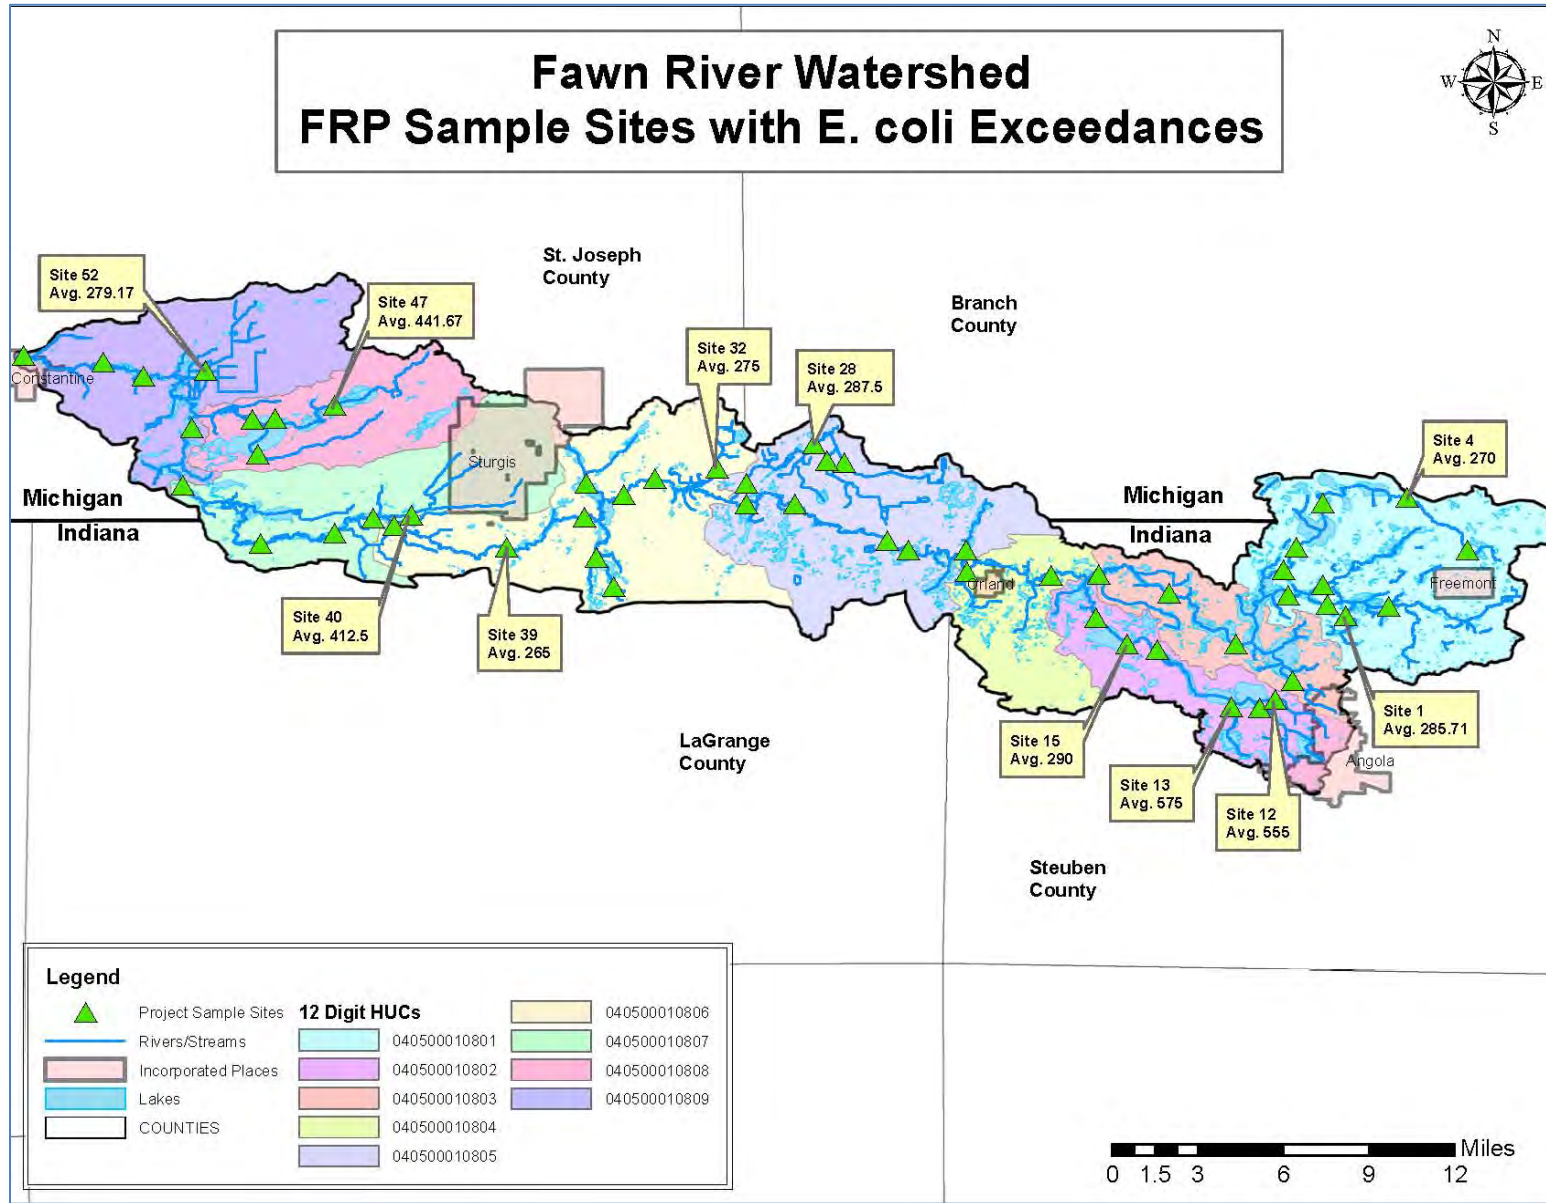 Fawn River Watershed
FRP Sample Sites with E. coli Exceedances
N
W
E
S
St. Joseph
County
Branch
County
Site 52
Avg. 279.17
Site 47
Avg. 441.67
Site 32
Avg. 275
Site 28
Avg. 287.5
Site 4
Avg. 270
Constantine
Sturgis
Michigan
Indiana
Michigan
Indiana
Orland
Freemont
Site 40
Avg. 412.5
Site 39
Avg. 265
Site 15
Avg. 290
Site 1
Avg. 285.71
Site 13
Avg. 575
Site 12
Avg. 555
Angola
LaGrange
County
Steuben
County
Legend
Project Sample Sites
Rivers/Streams
Incorporated Places
Lakes
COUNTIES
12 Digit HUCs
040500010801
040500010802
040500010803
040500010804
040500010805
040500010806
040500010807
040500010808
040500010809
Miles
0 1.5 3 6 9 12